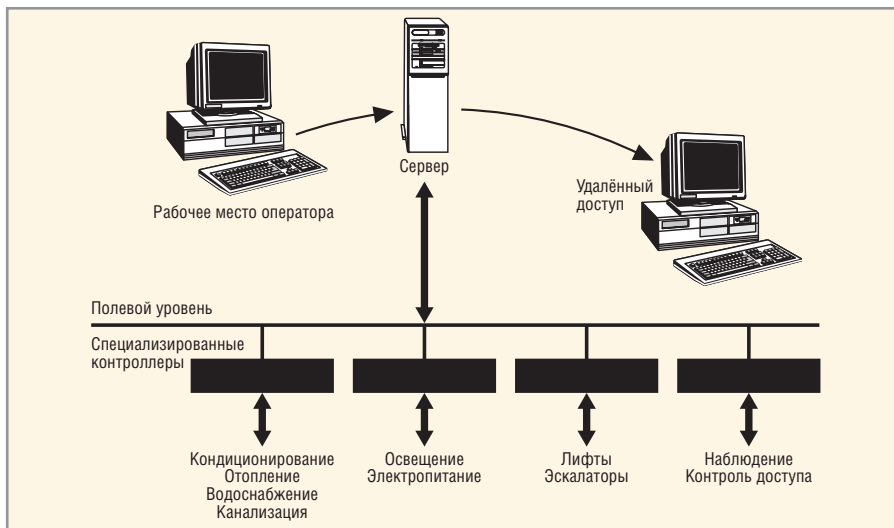 Сервер
Рабочее место оператора
Удалённый
доступ
Полевой уровень
Специализированные
контроллеры
Кондиционирование
Отопление
Водоснабжение
Канализация
Освещение
Электропитание
Лифты
Эскалаторы
Наблюдение
Контроль доступа